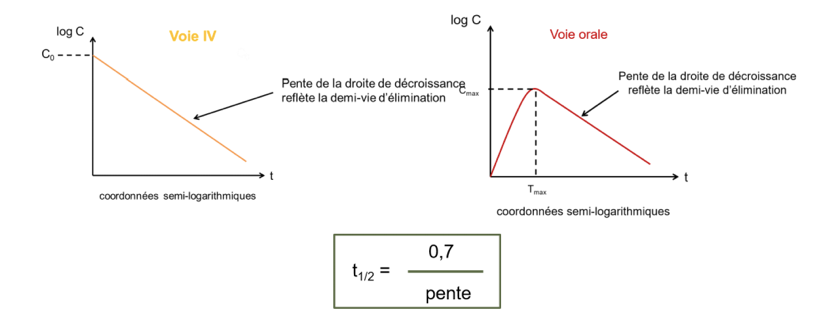 log C
Voie IV
C₀
Pente de la droite de décroissance
reflète la demi-vie d'élimination
t
coordonnées semi-logarithmiques
log C
Voie orale
Cmax
Pente de la droite de décroissance
reflète la demi-vie d'élimination
t
Tmax
coordonnées semi-logarithmiques
t1/2 =
0,7
pente